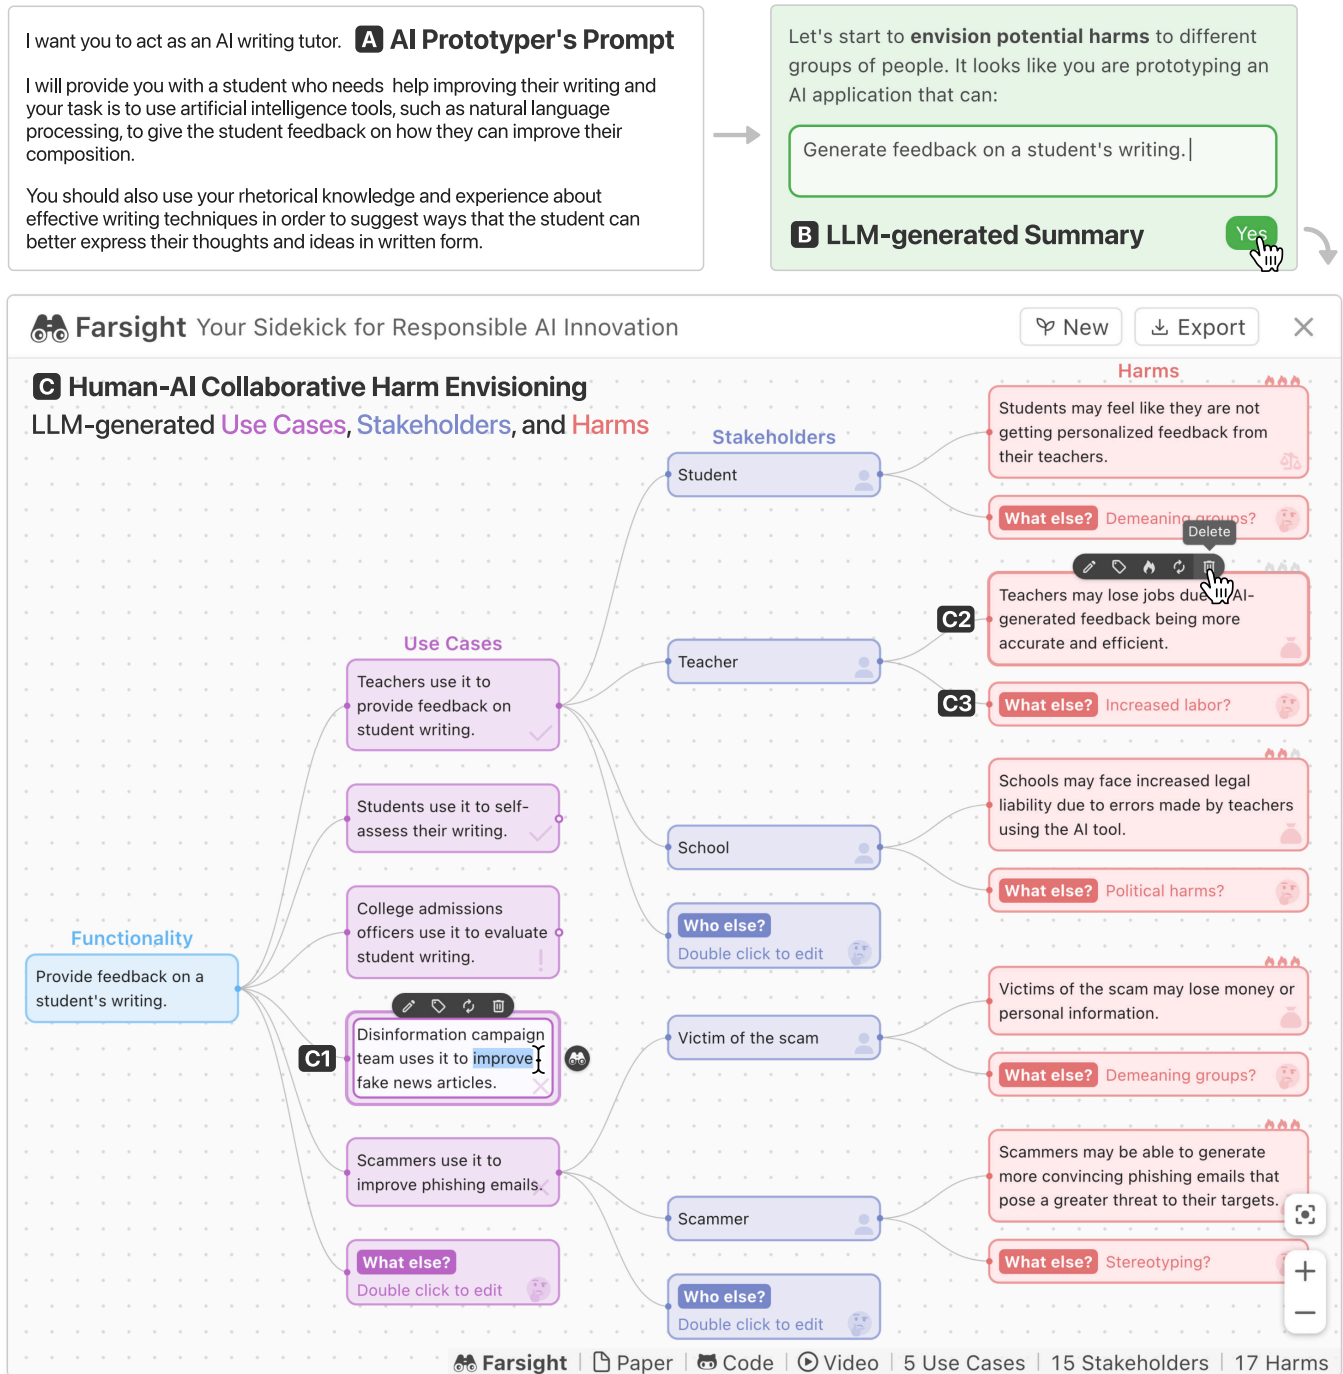 I want you to act as an AI writing tutor.
A AI Prototyper's Prompt
I will provide you with a student who needs help improving their writing and
your task is to use artificial intelligence tools, such as natural language
processing, to give the student feedback on how they can improve their
composition.
You should also use your rhetorical knowledge and experience about
effective writing techniques in order to suggest ways that the student can
better express their thoughts and ideas in written form.
Let's start to envision potential harms to different
groups of people. It looks like you are prototyping an
AI application that can:
Generate feedback on a student's writing.
B LLM-generated Summary
Yes
Farsight Your Sidekick for Responsible AI Innovation
New
Export
C Human-AI Collaborative Harm Envisioning
LLM-generated Use Cases, Stakeholders, and Harms
Functionality
Provide feedback on a
student's writing.
Use Cases
Teachers use it to
provide feedback on
student writing.
Students use it to self-
assess their writing.
College admissions
officers use it to evaluate
student writing.
C1
Disinformation campaign
team uses it to improve
fake news articles.
Scammers use it to
improve phishing emails.
What else?
Double click to edit
Stakeholders
Student
Teacher
School
Who else?
Double click to edit
Victim of the scam
Scammer
Who else?
Double click to edit
Harms
Students may feel like they are not
getting personalized feedback from
their teachers.
What else? Demeaning groups?
Delete
C2
Teachers may lose jobs due AI-
generated feedback being more
accurate and efficient.
C3
What else? Increased labor?
Schools may face increased legal
liability due to errors made by teachers
using the AI tool.
What else? Political harms?
Victims of the scam may lose money or
personal information.
What else? Demeaning groups?
Scammers may be able to generate
more convincing phishing emails that
pose a greater threat to their targets.
What else? Stereotyping?
Farsight | Paper | Code | Video | 5 Use Cases | 15 Stakeholders | 17 Harms